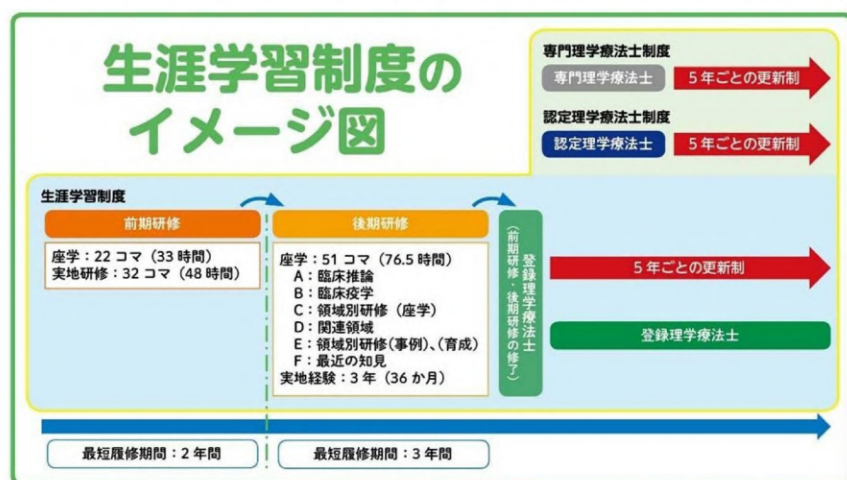 生涯学習制度の
イメージ図
専門理学療法士制度
専門理学療法士
5年ごとの更新制
認定理学療法士制度
認定理学療法士
5年ごとの更新制
生涯学習制度
前期研修
座学:22コマ(33時間)
実地研修:32コマ(48時間)
後期研修
座学:51コマ(76.5時間)
A:臨床推論
B:臨床疫学
C:領域別研修(座学)
D:関連領域
E:領域別研修(事例)、(育成)
F:最近の知見
実地経験:3年(36か月)
登録理学療法士
(前期研修・後期研修の修了)
5年ごとの更新制
登録理学療法士
最短履修期間:2年間
最短履修期間:3年間